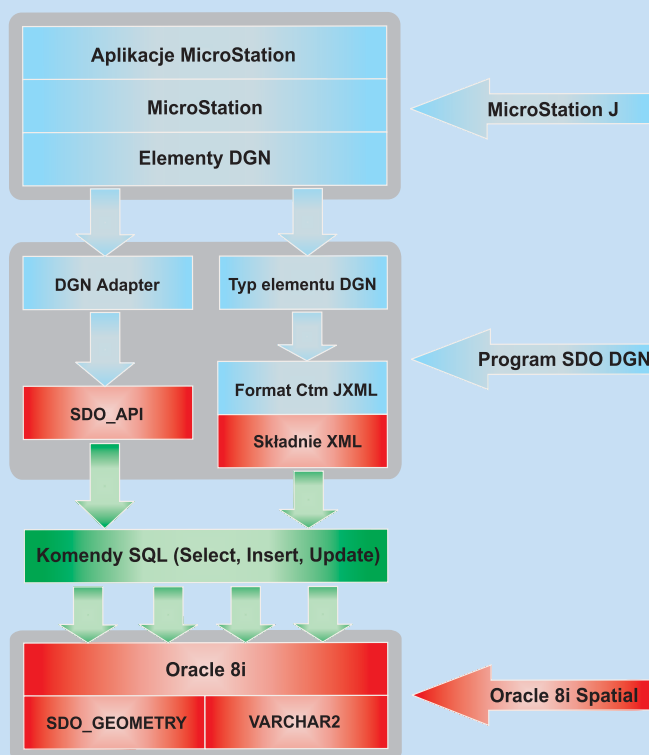 Aplikacje MicroStation
MicroStation
Elementy DGN
MicroStation J
DGN Adapter
Typ elementu DGN
Program SDO DGN
Format Ctm JXML
SDO_API
Składnie XML
Komendy SQL (Select, Insert, Update)
Oracle 8i
Oracle 8i Spatial
SDO_GEOMETRY
VARCHAR2